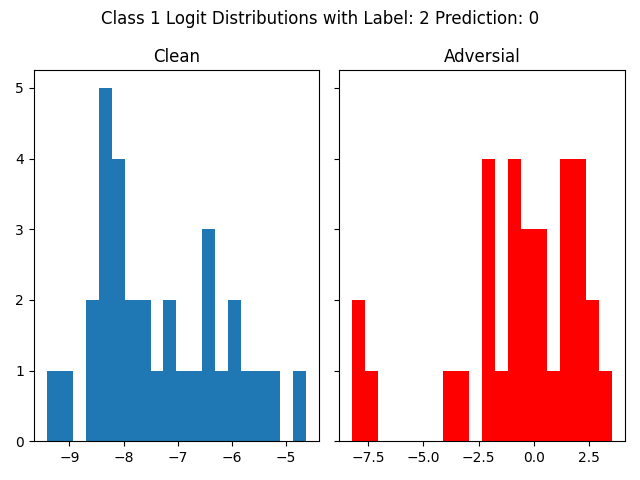 Class 1 Logit Distributions with Label: 2 Prediction: 0
Clean
Adversial
5
4
3
2
1
0
−9 −8 −7 −6 −5
−7.5 −5.0 −2.5 0.0 2.5